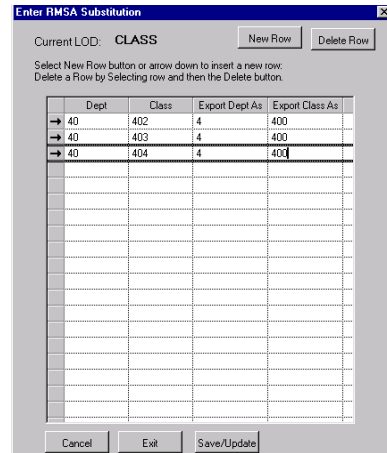 Enter RMSA Substitution
Current LOD: CLASS New Row Delete Row
Select New Row button or arrow down to insert a new row:
Delete a Row by Selecting row and then the Delete button.
Dept Class Export Dept As Export Class As
40 402 4 400
40 403 4 400
40 404 4 400
Cancel Exit Save/Update